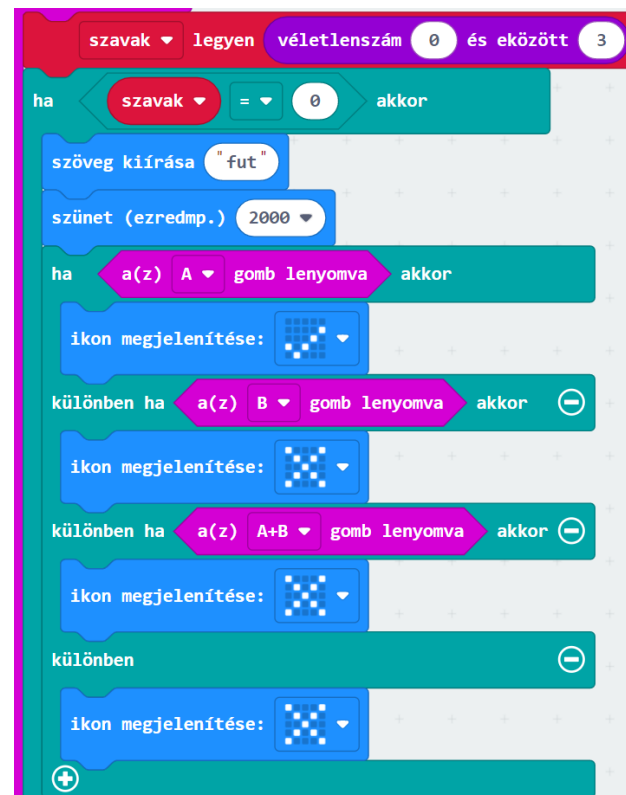 szavak legyen véletlenszám 0 és eközött 3
ha szavak = 0 akkor
szöveg kiírása "fut"
szünet (ezredmp.) 2000
ha a(z) A gomb lenyomva akkor
ikon megjelenítése:
különben ha a(z) B gomb lenyomva akkor
ikon megjelenítése:
különben ha a(z) A+B gomb lenyomva akkor
ikon megjelenítése:
különben
ikon megjelenítése: